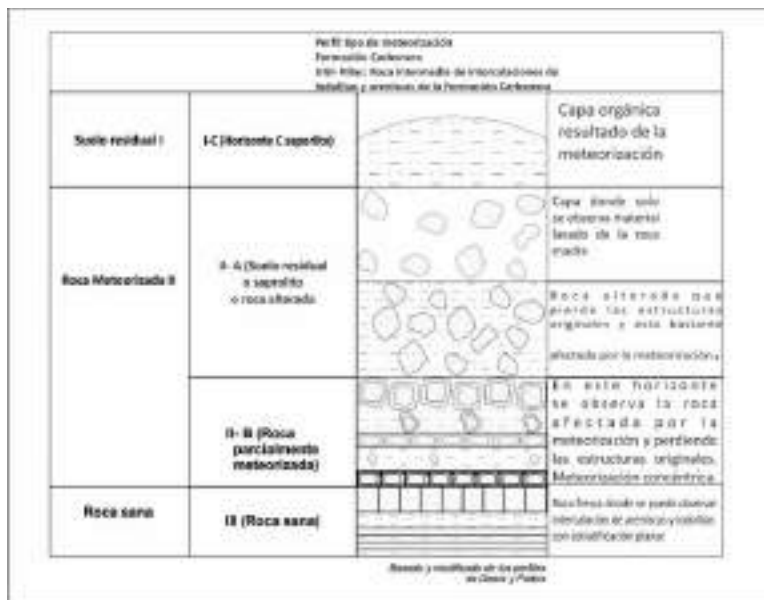 Perfil tipo de meteorización
Formación Carbonera
Roca Intermedia de intercalaciones de
lodolitas y areniscas de la Formación Carbonera
Suelo residual I
I-C (Horizonte C saprolito)
Capa orgánica
resultado de la
meteorización
Roca Meteorizada II
II- A (Suelo residual
o saprolito
o roca alterada
Capa donde solo
se observa material
lavado de la roca
madre
Roca alterada que
pierde las estructuras
originales y está bastante
afectada por la meteorización
II- B (Roca
parcialmente
meteorizada)
En este horizonte
se observa la roca
afectada por la
meteorización y perdiendo
las estructuras originales.
Meteorización concéntrica.
Roca sana
III (Roca sana)
Roca fresca donde se puede observar
intercalación de areniscas y lodolitas
con estratificación planar
Basado y modificado de los perfiles
de Deere y Patton